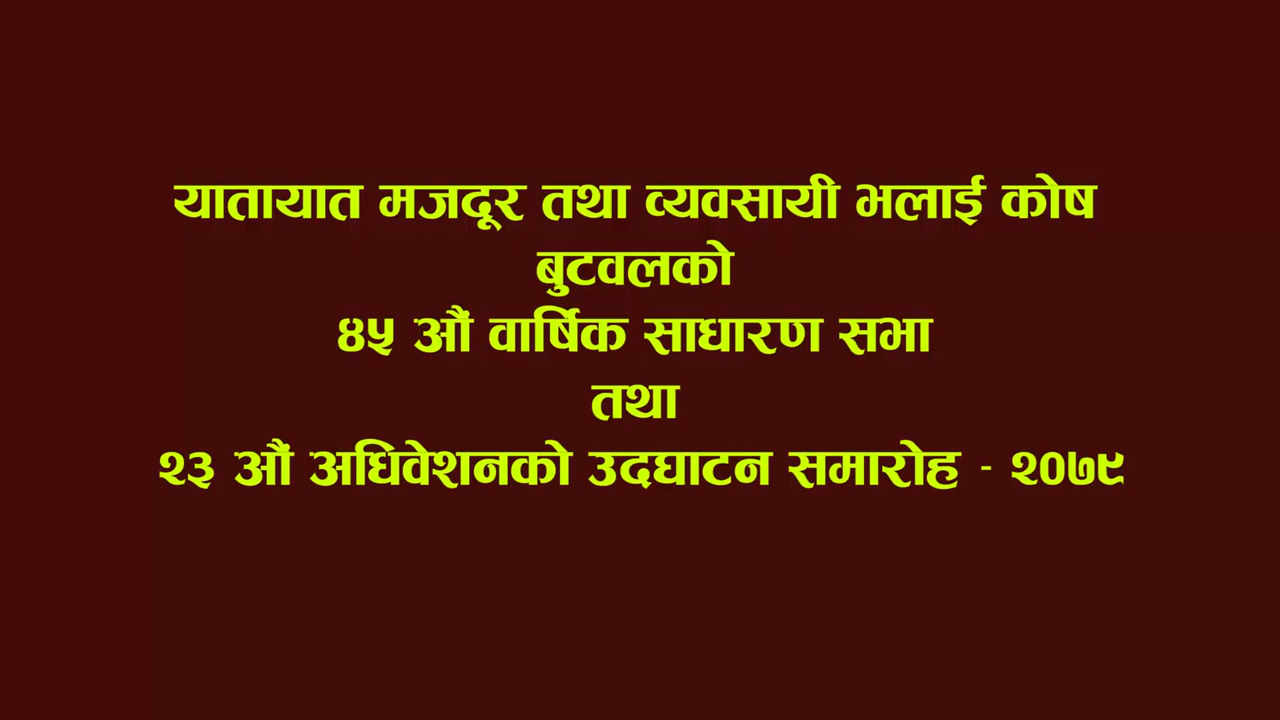 यातायात मजदूर तथा व्यवसायी भलाई कोष
बुटवलको
४५ औं वार्षिक साधारण सभा
तथा
२३ औं अधिवेशनको उदघाटन समारोह - २०७९